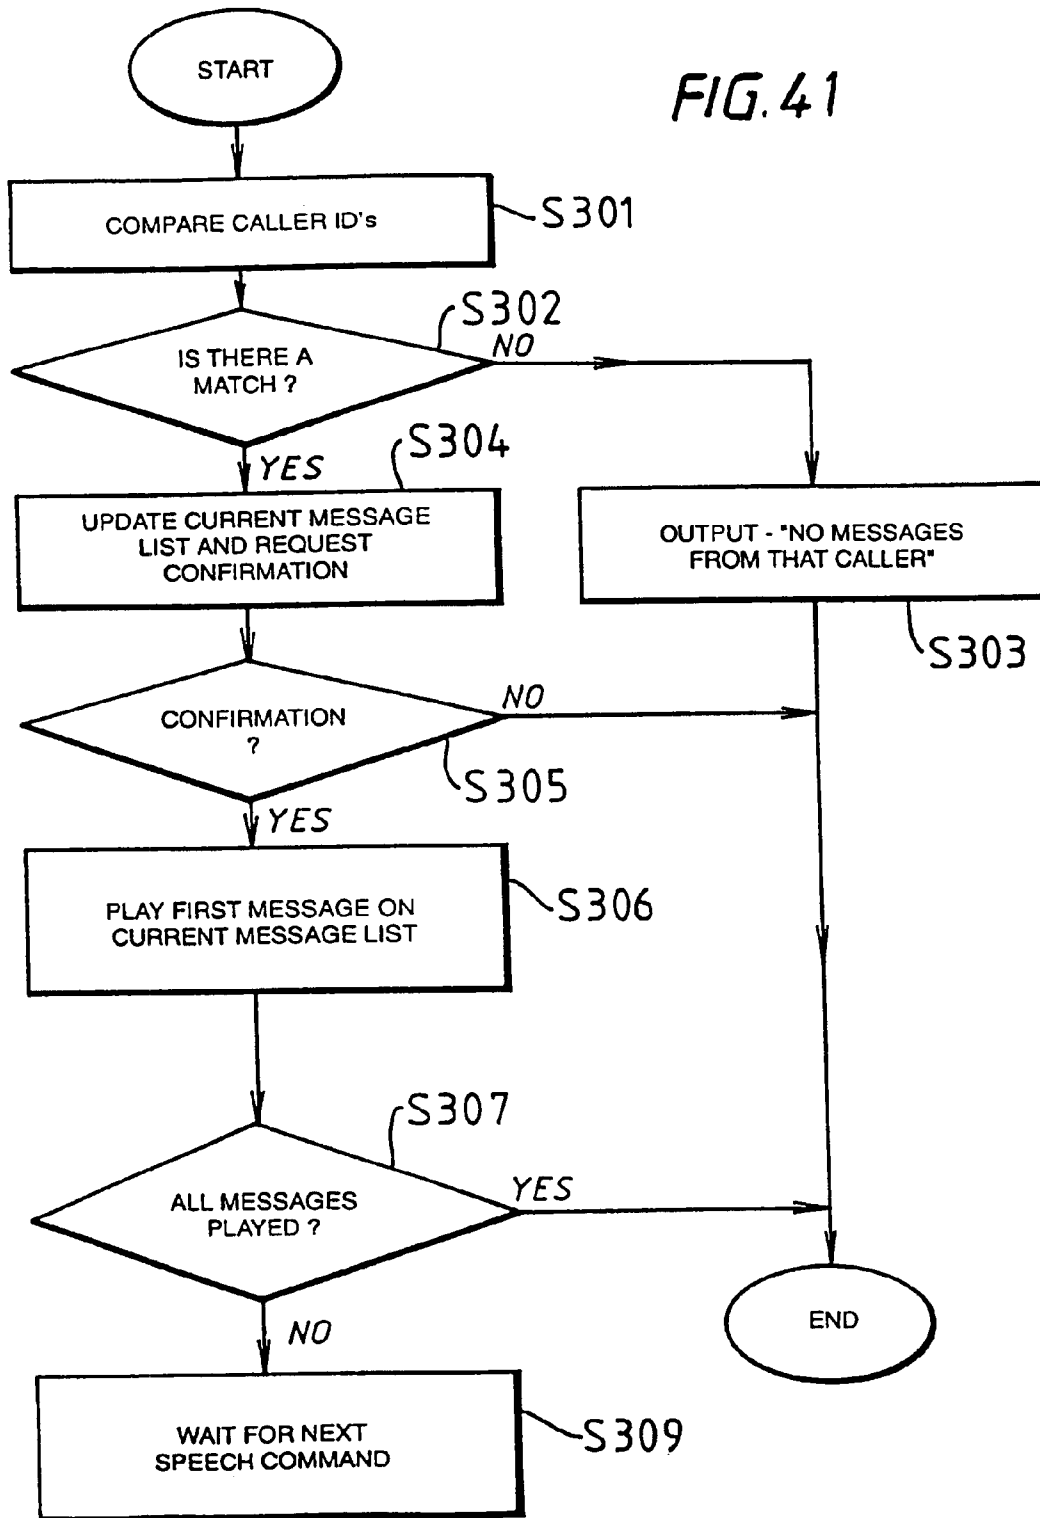 START
FIG. 41
COMPARE CALLER ID's
S301
S302
IS THERE A
MATCH ?
NO
YES
S304
UPDATE CURRENT MESSAGE
LIST AND REQUEST
CONFIRMATION
OUTPUT - "NO MESSAGES
FROM THAT CALLER"
S303
CONFIRMATION
?
NO
S305
YES
PLAY FIRST MESSAGE ON
CURRENT MESSAGE LIST
S306
S307
ALL MESSAGES
PLAYED ?
YES
END
NO
WAIT FOR NEXT
SPEECH COMMAND
S309